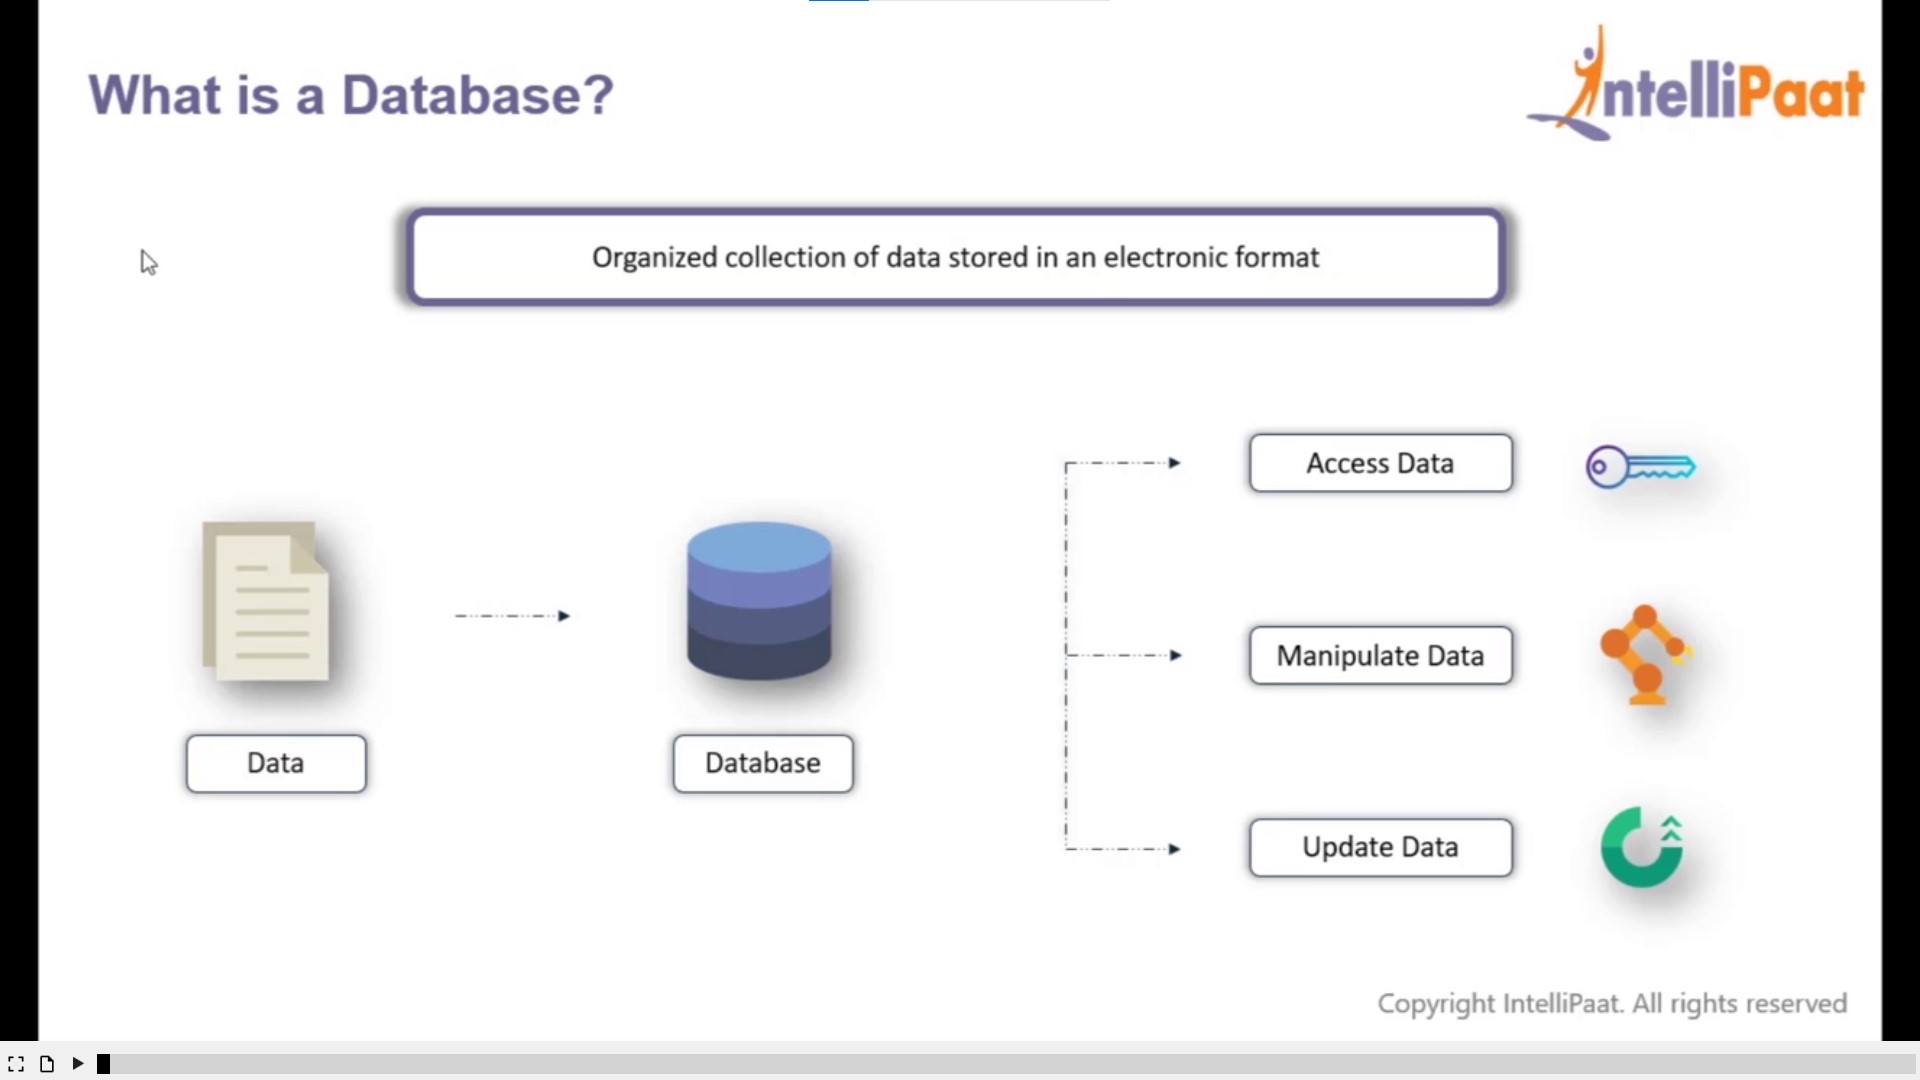 What is a Database?
IntelliPaat
Organized collection of data stored in an electronic format
Data
Database
Access Data
Manipulate Data
Update Data
Copyright IntelliPaat. All rights reserved